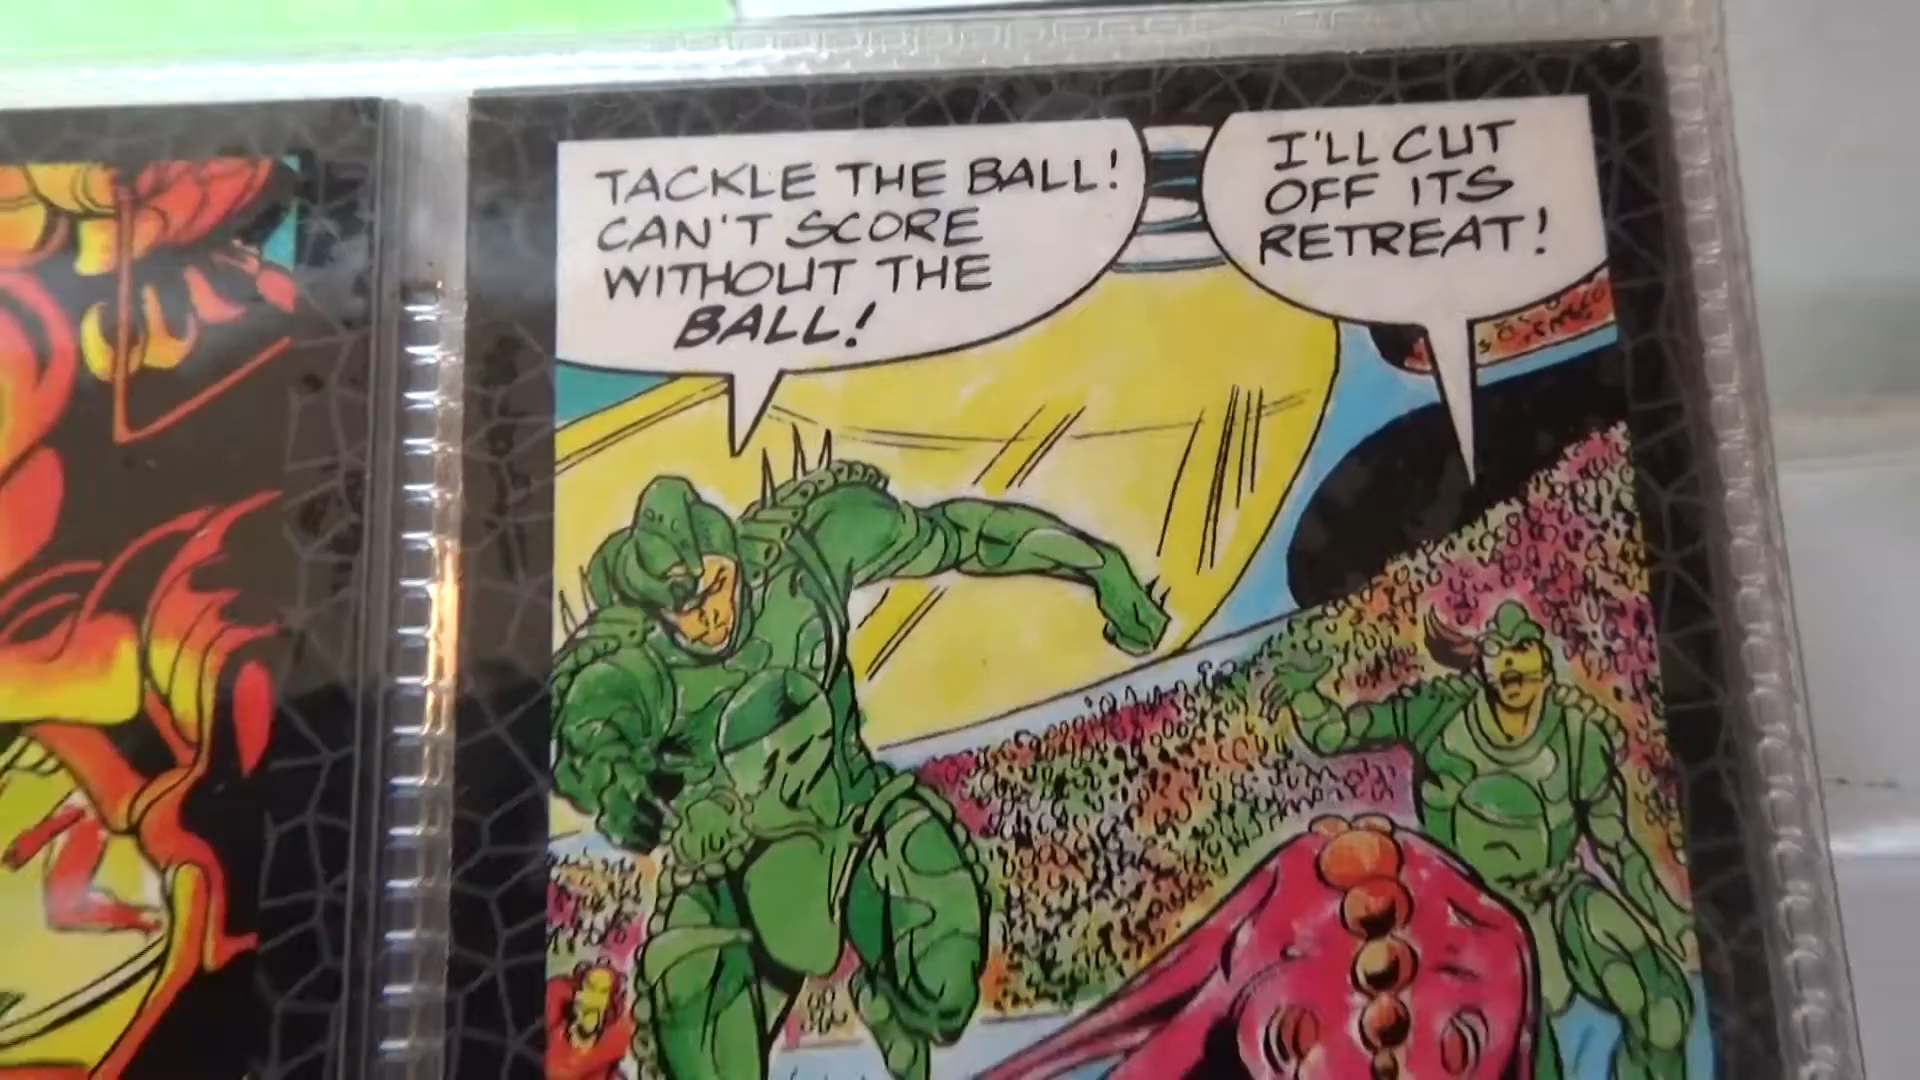 TACKLE THE BALL!
CAN'T SCORE
WITHOUT THE
BALL!
I'LL CUT
OFF ITS
RETREAT!